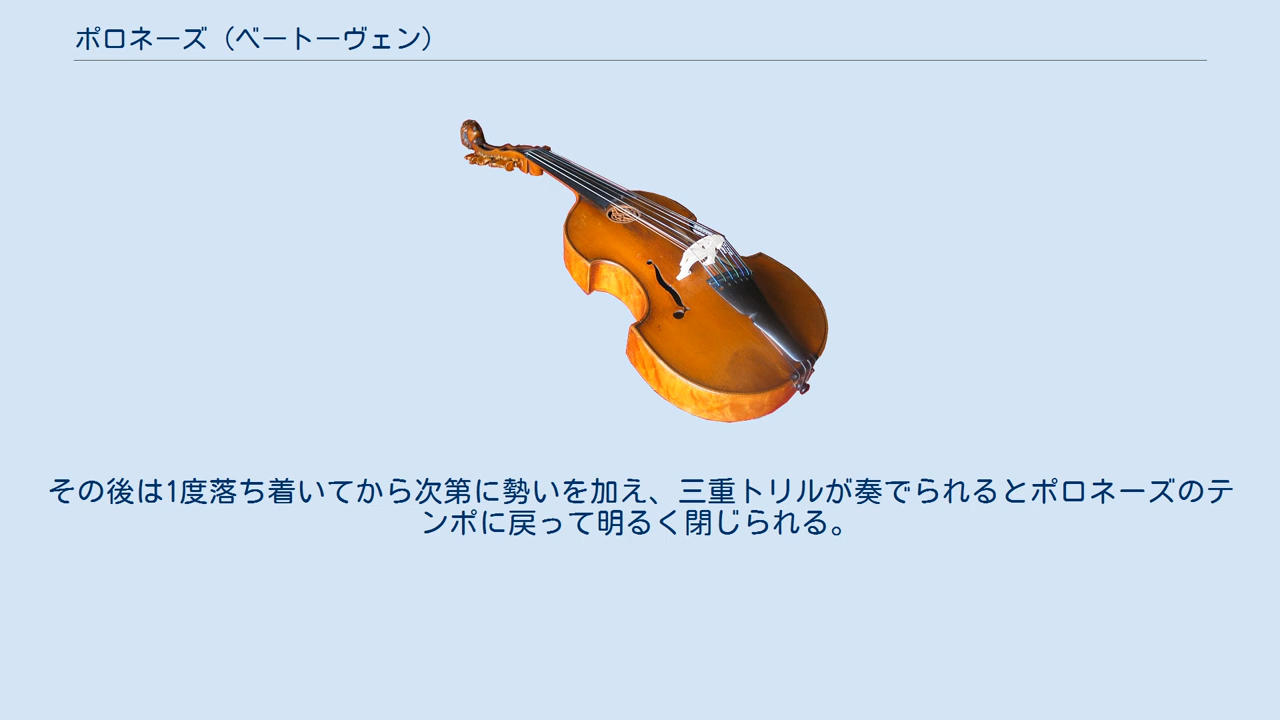 ポロネーズ（ベートーヴェン）
その後は1度落ち着いてから次第に勢いを加え、三重トリルが奏でられるとポロネーズのテ
ンポに戻って明るく閉じられる。